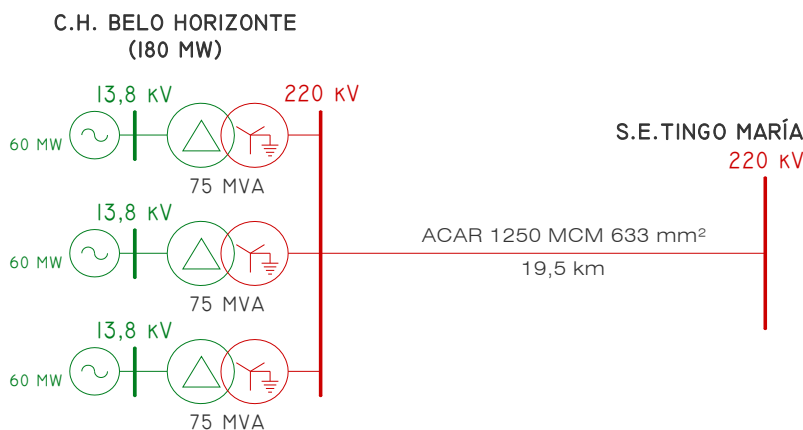 C.H. BELO HORIZONTE
(180 MW)
13,8 KV
220 KV
60 MW
75 MVA
S.E.TINGO MARÍA
220 KV
13,8 KV
60 MW
75 MVA
ACAR 1250 MCM 633 mm²
19,5 km
13,8 KV
60 MW
75 MVA